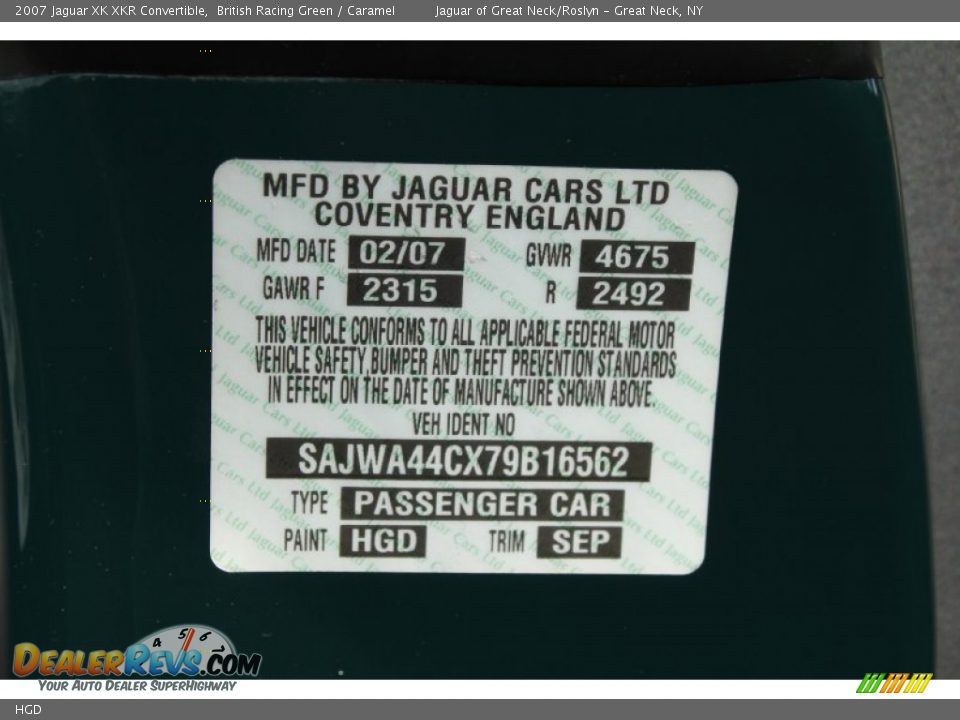 2007 Jaguar XK XKR Convertible, British Racing Green / Caramel Jaguar of Great Neck/Roslyn - Great Neck, NY
MFD BY JAGUAR CARS LTD
COVENTRY ENGLAND
MFD DATE 02/07 GVWR 4675
GAWR F 2315 R 2492
THIS VEHICLE CONFORMS TO ALL APPLICABLE FEDERAL MOTOR
VEHICLE SAFETY,BUMPER AND THEFT PREVENTION STANDARDS
IN EFFECT ON THE DATE OF MANUFACTURE SHOWN ABOVE.
VEH IDENT NO
SAJWA44CX79B16562
TYPE PASSENGER CAR
PAINT HGD TRIM SEP
4 5 6
DEALERREVS.COM
YOUR AUTO DEALER SUPERHIGHWAY
HGD